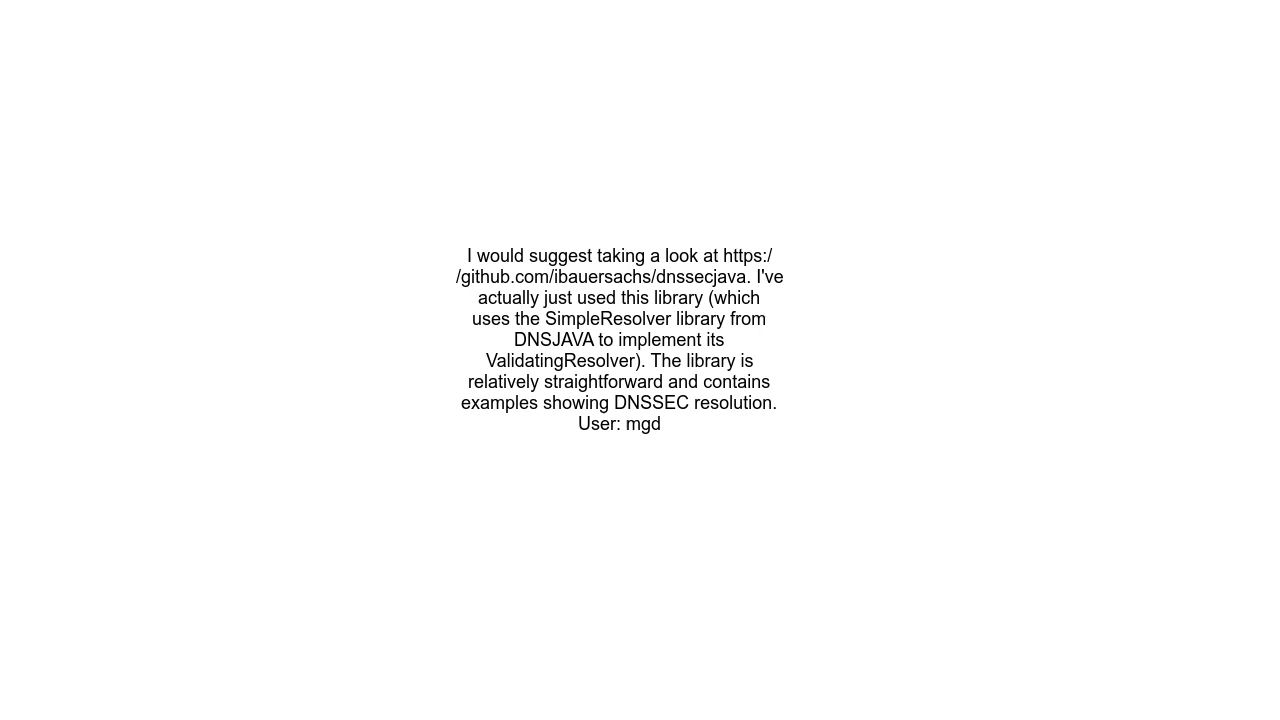 I would suggest taking a look at https:/
/github.com/ibauersachs/dnssecjava. I've
actually just used this library (which
uses the SimpleResolver library from
DNSJAVA to implement its
ValidatingResolver). The library is
relatively straightforward and contains
examples showing DNSSEC resolution.
User: mgd